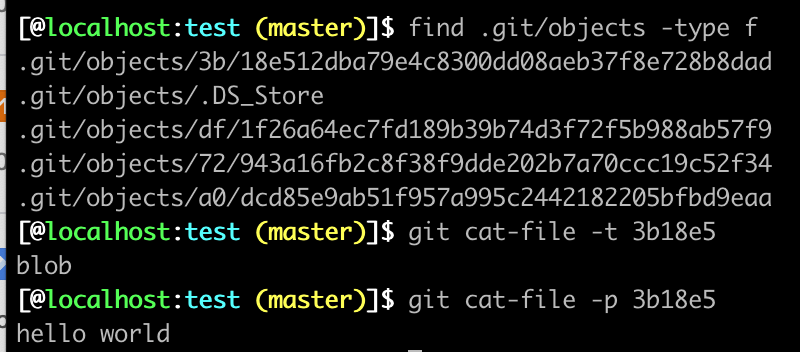 [@localhost:test (master)]$ find .git/objects -type f
.git/objects/3b/18e512dba79e4c8300dd08aeb37f8e728b8dad
.git/objects/.DS_Store
.git/objects/df/1f26a64ec7fd189b39b74d3f72f5b988ab57f9
.git/objects/72/943a16fb2c8f38f9dde202b7a70ccc19c52f34
.git/objects/a0/dcd85e9ab51f957a995c2442182205bfbd9eaa
[@localhost:test (master)]$ git cat-file -t 3b18e5
blob
[@localhost:test (master)]$ git cat-file -p 3b18e5
hello world